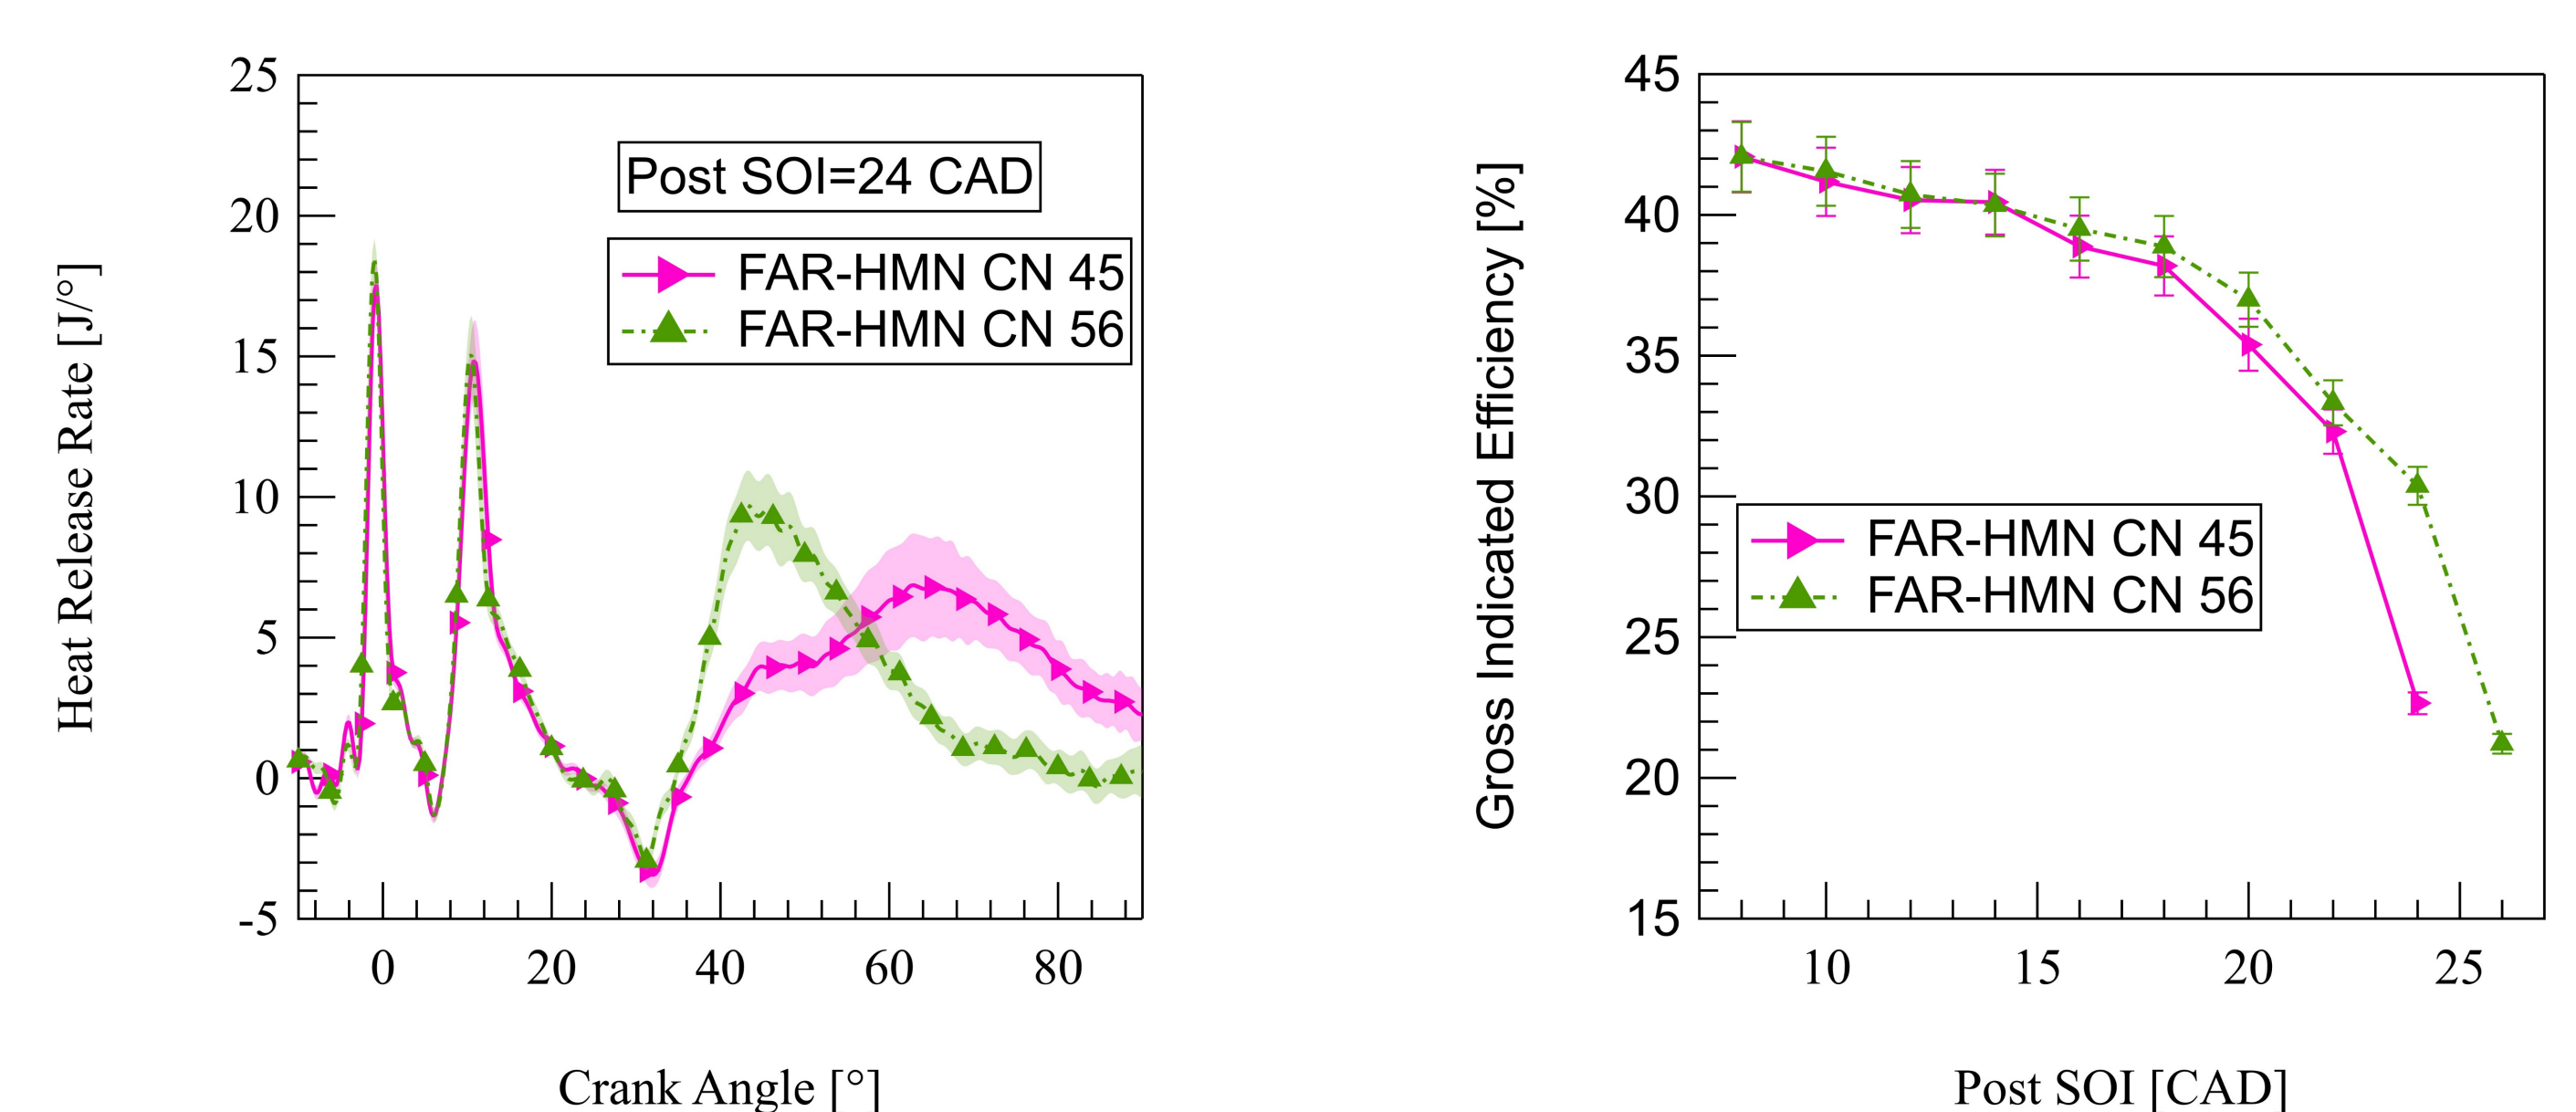 Heat Release Rate [J/°]
25
20
15
10
5
0
-5
Post SOI=24 CAD
FAR-HMN CN 45
FAR-HMN CN 56
0 20 40 60 80
Crank Angle [°]
Gross Indicated Efficiency [%]
45
40
35
30
25
20
15
FAR-HMN CN 45
FAR-HMN CN 56
10 15 20 25
Post SOI [CAD]